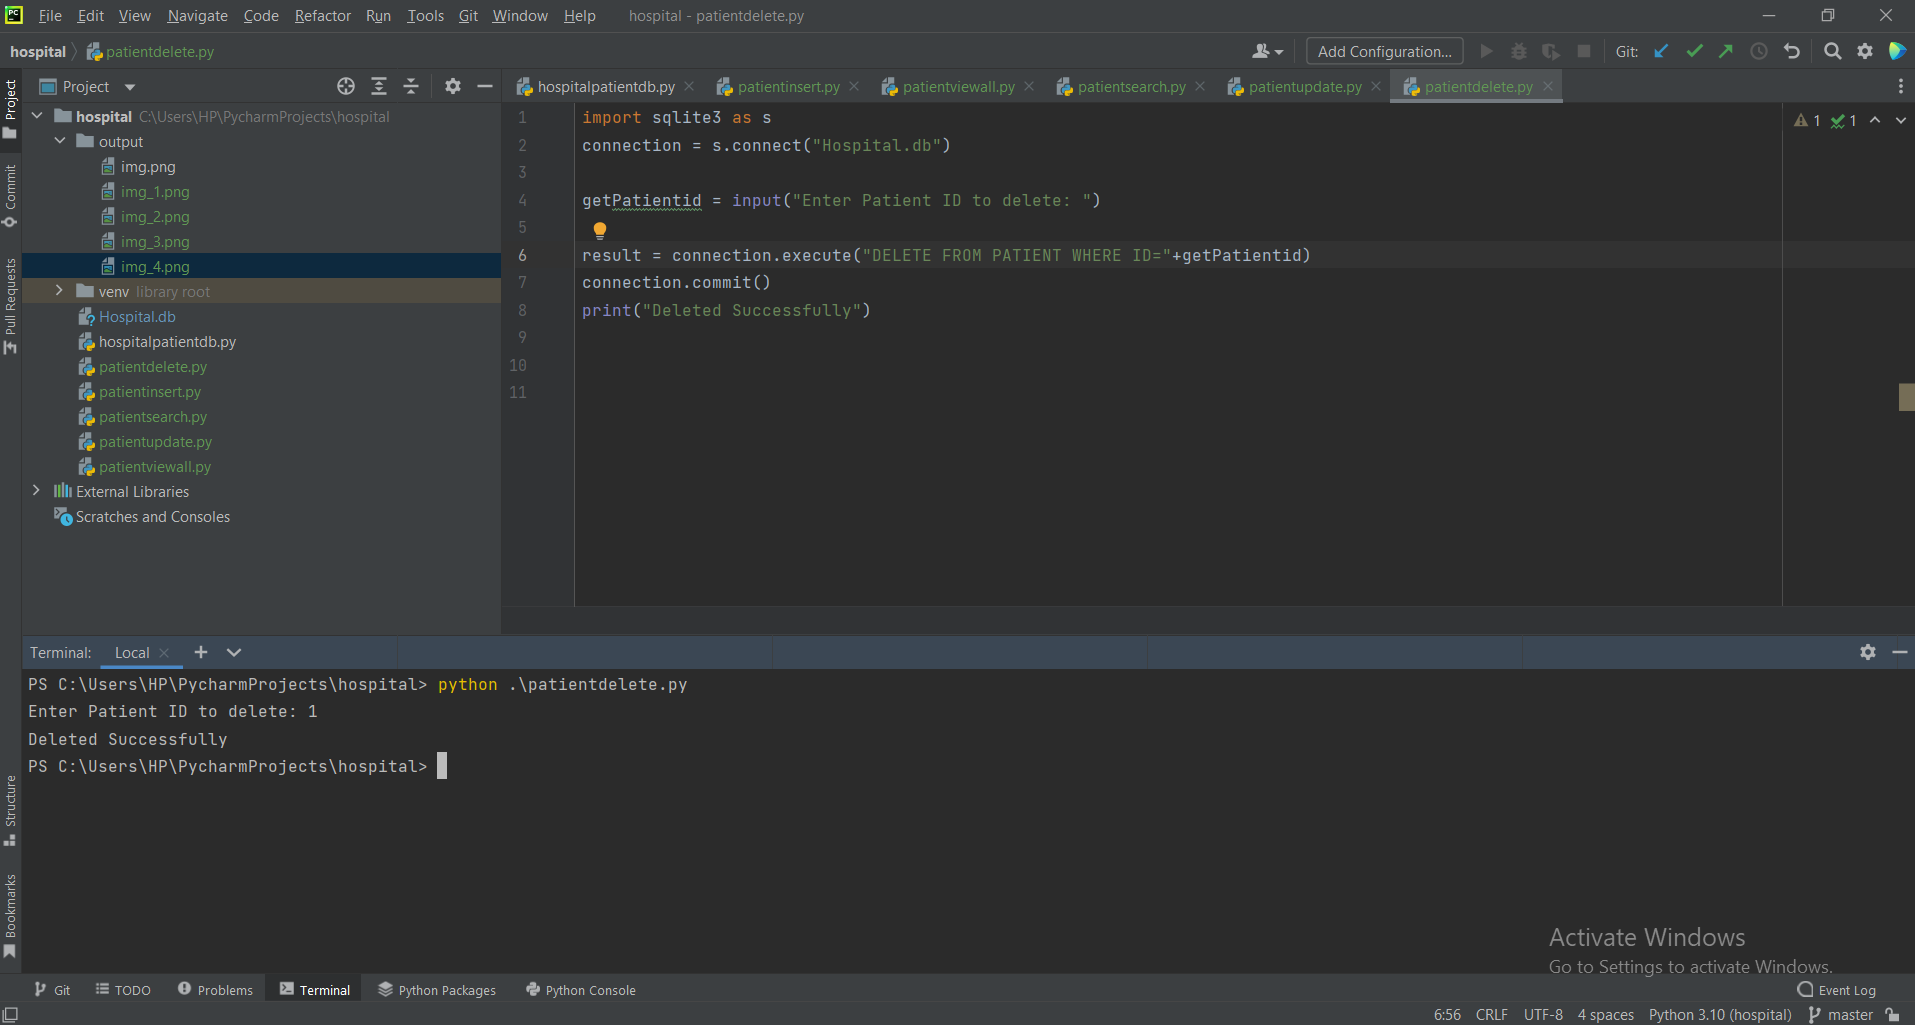 PC File Edit View Navigate Code Refactor Run Tools Git Window Help hospital - patientdelete.py
hospital patientdelete.py Add Configuration... Git:
Project
hospitalpatientdb.py patientinsert.py patientviewall.py patientsearch.py patientupdate.py patientdelete.py
Project
Commit
Pull Requests
hospital C:\Users\HP\PycharmProjects\hospital
output
img.png
img_1.png
img_2.png
img_3.png
img_4.png
venv library root
Hospital.db
hospitalpatientdb.py
patientdelete.py
patientinsert.py
patientsearch.py
patientupdate.py
patientviewall.py
External Libraries
Scratches and Consoles
1 import sqlite3 as s
2 connection = s.connect("Hospital.db")
3
4 getPatientid = input("Enter Patient ID to delete: ")
5
6 result = connection.execute("DELETE FROM PATIENT WHERE ID="+getPatientid)
7 connection.commit()
8 print("Deleted Successfully")
9
10
11
1 1
Terminal: Local
PS C:\Users\HP\PycharmProjects\hospital> python .\patientdelete.py
Enter Patient ID to delete: 1
Deleted Successfully
PS C:\Users\HP\PycharmProjects\hospital>
Structure
Bookmarks
Activate Windows
Go to Settings to activate Windows.
Git TODO Problems Terminal Python Packages Python Console Event Log
6:56 CRLF UTF-8 4 spaces Python 3.10 (hospital) master